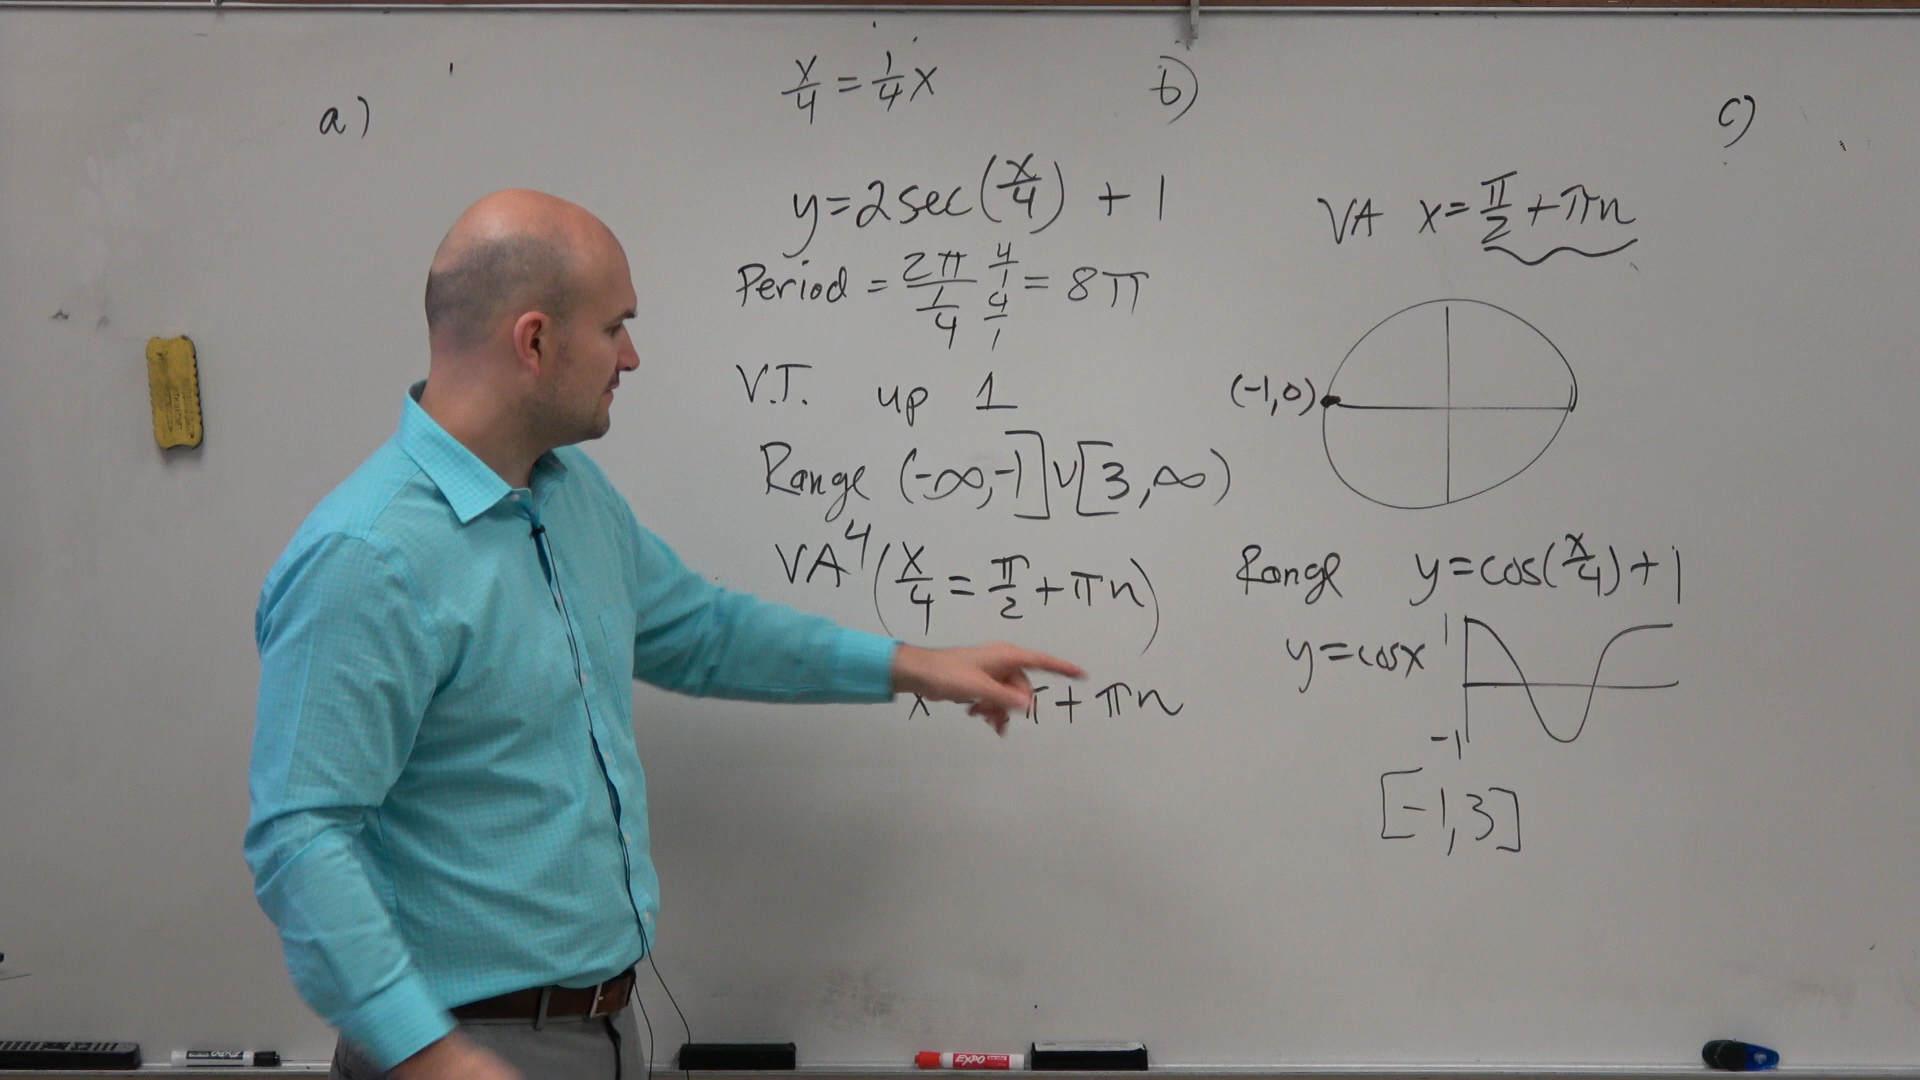 a)
x/4 = 1/4 x
b)
c)
y=2sec(x/4) + 1
VA x = π/2 + πn
Period = 2π/(1/4) (4/1)/(4/1) = 8π
V.T. up 1
(-1,0)
Range (-∞,-1]∪[3,∞)
VA 4(x/4 = π/2 + πn)
Range y=cos(x/4)+1
y=cosx 1
-1
x π + πn
[-1,3]
EXPO